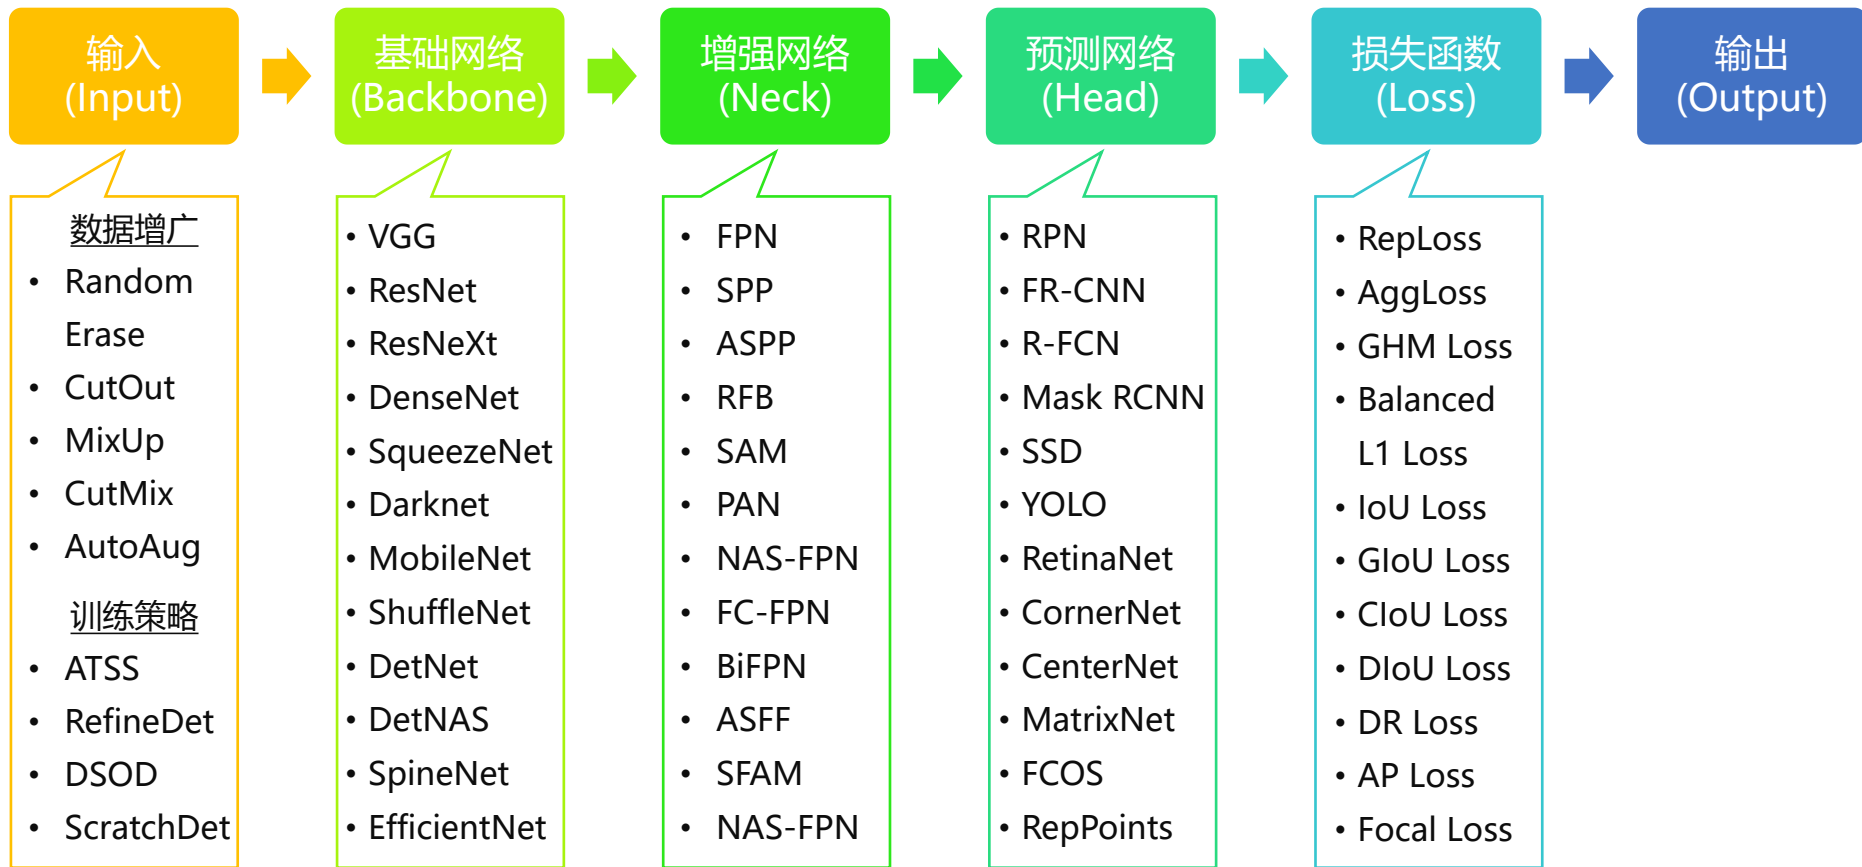 输入
(Input)
基础网络
(Backbone)
增强网络
(Neck)
预测网络
(Head)
损失函数
(Loss)
输出
(Output)
数据增广
• Random
Erase
• CutOut
• MixUp
• CutMix
• AutoAug
训练策略
• ATSS
• RefineDet
• DSOD
• ScratchDet
• VGG
• ResNet
• ResNeXt
• DenseNet
• SqueezeNet
• Darknet
• MobileNet
• ShuffleNet
• DetNet
• DetNAS
• SpineNet
• EfficientNet
• FPN
• SPP
• ASPP
• RFB
• SAM
• PAN
• NAS-FPN
• FC-FPN
• BiFPN
• ASFF
• SFAM
• NAS-FPN
• RPN
• FR-CNN
• R-FCN
• Mask RCNN
• SSD
• YOLO
• RetinaNet
• CornerNet
• CenterNet
• MatrixNet
• FCOS
• RepPoints
• RepLoss
• AggLoss
• GHM Loss
• Balanced
L1 Loss
• IoU Loss
• GIoU Loss
• CIoU Loss
• DIoU Loss
• DR Loss
• AP Loss
• Focal Loss